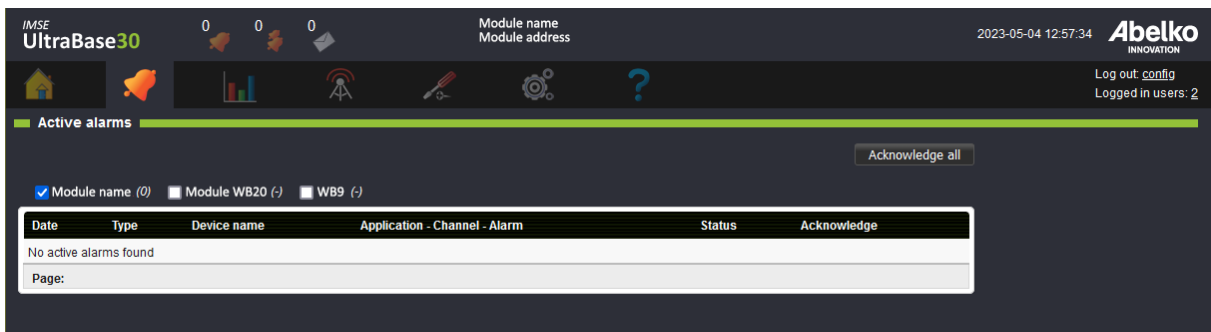 IMSE
UltraBase30
0 0 0
Module name
Module address
2023-05-04 12:57:34
Abelko
INNOVATION
?
Log out: config
Logged in users: 2
Active alarms
Acknowledge all
Module name (0) Module WB20 (-) WB9 (-)
Date Type Device name Application - Channel - Alarm Status Acknowledge
No active alarms found
Page: